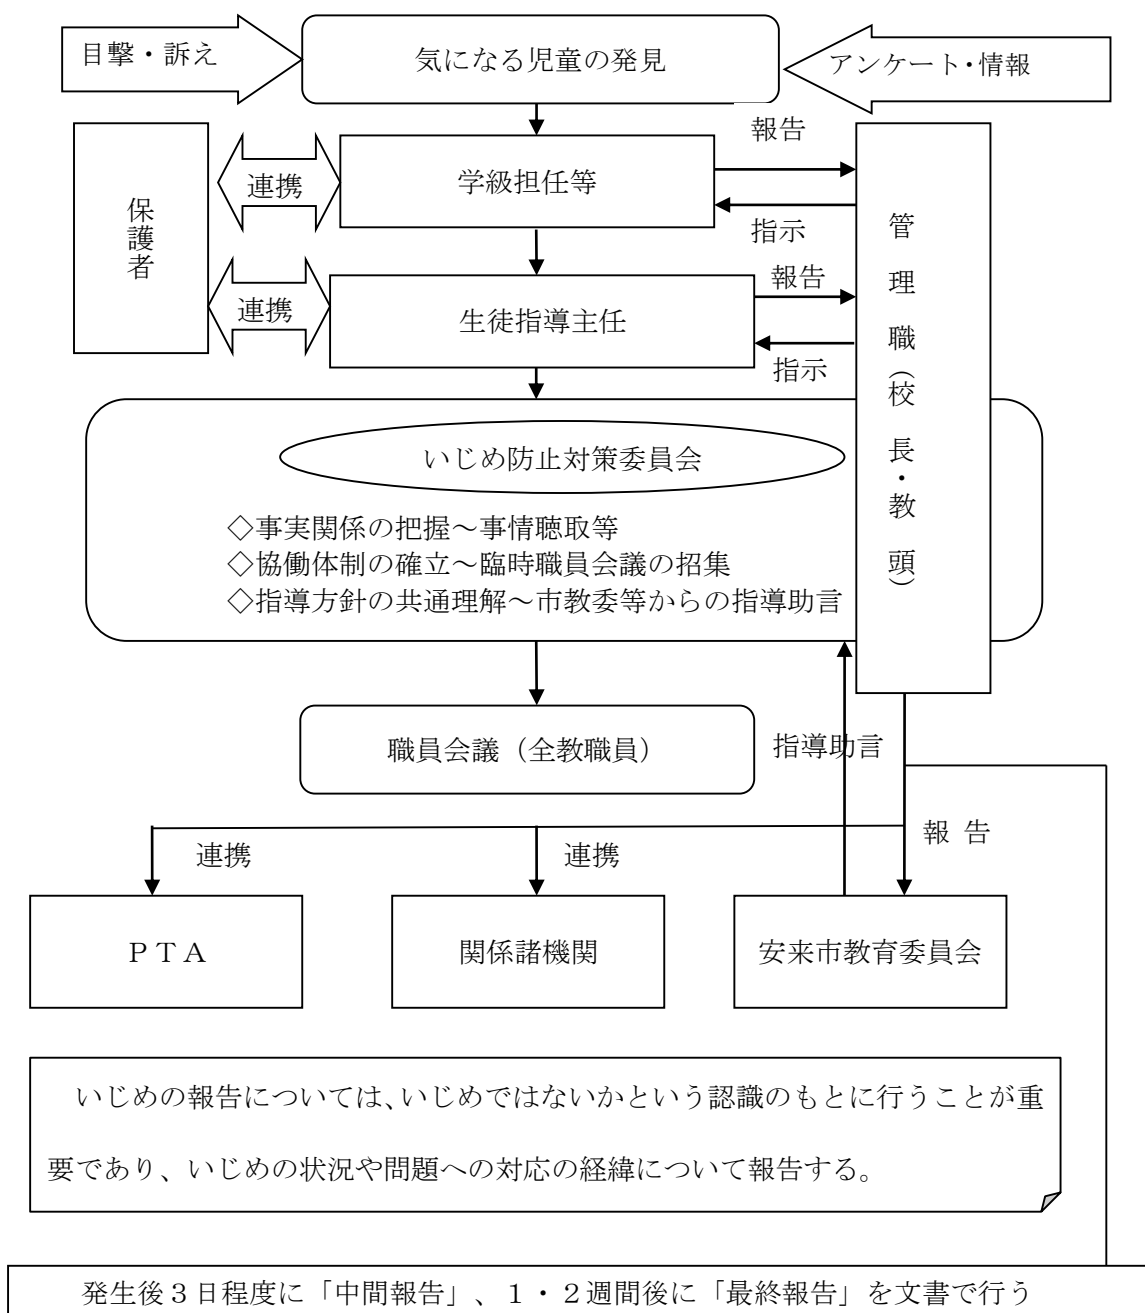 目撃・訴え
気になる児童の発見
アンケート・情報
報告
学級担任等
連携
保護者
指示
管理職（校長・教頭）
報告
連携
生徒指導主任
指示
いじめ防止対策委員会
◇事実関係の把握～事情聴取等
◇協働体制の確立～臨時職員会議の招集
◇指導方針の共通理解～市教委等からの指導助言
職員会議（全教職員）
指導助言
報 告
連携
連携
ＰＴＡ
関係諸機関
安来市教育委員会
いじめの報告については、いじめではないかという認識のもとに行うことが重
要であり、いじめの状況や問題への対応の経緯について報告する。
発生後３日程度に「中間報告」、１・２週間後に「最終報告」を文書で行う